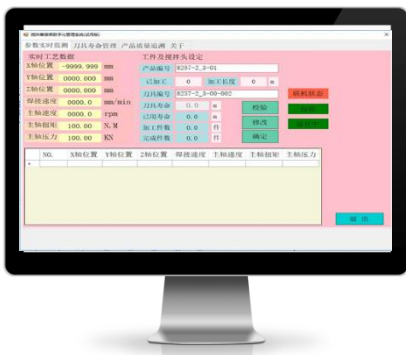 参数实时监测 刀具寿命管理 产品质量追溯 关于
实时工艺数据 工件及搅拌头设定
X轴位置 -9999.999 mm 产品编号 8287-2_S-01
Y轴位置 0000.000 mm 已加工 0 加工长度 0 m
Z轴位置 0000.000 mm 刀具编号 8257-2_S-00-002
焊接速度 0000.0 mm/min 刀具寿命 0.0 m 检验 联机状态
主轴速度 0000.0 rpm 已用寿命 0.0 m
主轴扭矩 100.00 N.M 加工件数 0.0 件 修改
主轴压力 100.00 KN 完成件数 0.0 件 确定
NO. X轴位置 Y轴位置 Z轴位置 焊接速度 主轴速度 主轴扭矩 主轴压力
退出